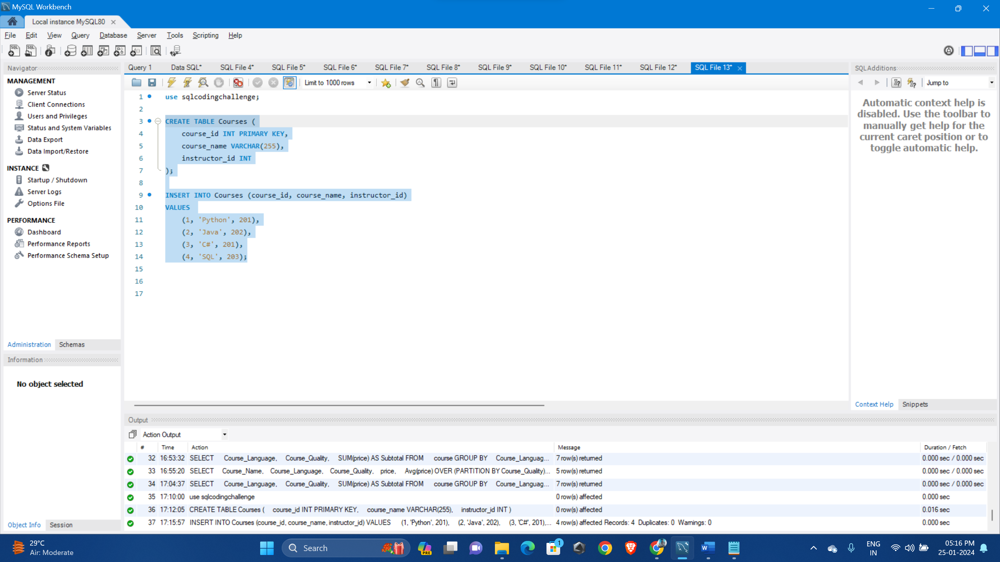 MySQL Workbench
Local instance MySQL80
File Edit View Query Database Server Tools Scripting Help
Navigator
MANAGEMENT
Server Status
Client Connections
Users and Privileges
Status and System Variables
Data Export
Data Import/Restore
INSTANCE
Startup / Shutdown
Server Logs
Options File
PERFORMANCE
Dashboard
Performance Reports
Performance Schema Setup
Administration Schemas
Information
No object selected
Object Info Session
Query 1 Data SQL* SQL File 4* SQL File 5* SQL File 6* SQL File 7* SQL File 8* SQL File 9* SQL File 10* SQL File 11* SQL File 12* SQL File 13*
Limit to 1000 rows
1 use sqlcodingchallenge;
2
3 CREATE TABLE Courses (
4 course_id INT PRIMARY KEY,
5 course_name VARCHAR(255),
6 instructor_id INT
7 );
8
9 INSERT INTO Courses (course_id, course_name, instructor_id)
10 VALUES
11 (1, 'Python', 201),
12 (2, 'Java', 202),
13 (3, 'C#', 201),
14 (4, 'SQL', 203);
15
16
17
SQLAdditions
Jump to
Automatic context help is
disabled. Use the toolbar to
manually get help for the
current caret position or to
toggle automatic help.
Context Help Snippets
Output
Action Output
# Time Action Message Duration / Fetch
32 16:53:32 SELECT Course_Language, Course_Quality, SUM(price) AS Subtotal FROM course GROUP BY Course_Languag... 7 row(s) returned 0.000 sec / 0.000 sec
33 16:55:20 SELECT Course_Name, Course_Language, Course_Quality, price, Avg(price) OVER (PARTITION BY Course_Quality)... 5 row(s) returned 0.000 sec / 0.000 sec
34 17:04:37 SELECT Course_Language, Course_Quality, SUM(price) AS Subtotal FROM course GROUP BY Course_Languag... 7 row(s) returned 0.000 sec / 0.000 sec
35 17:10:00 use sqlcodingchallenge 0 row(s) affected 0.000 sec
36 17:12:05 CREATE TABLE Courses ( course_id INT PRIMARY KEY, course_name VARCHAR(255), instructor_id INT ) 0 row(s) affected 0.016 sec
37 17:15:57 INSERT INTO Courses (course_id, course_name, instructor_id) VALUES (1, 'Python', 201), (2, 'Java', 202), (3, 'C#', 201),... 4 row(s) affected Records: 4 Duplicates: 0 Warnings: 0 0.000 sec
29°C
Air: Moderate
Search
PRE
1
W
ENG
IN
05:16 PM
25-01-2024